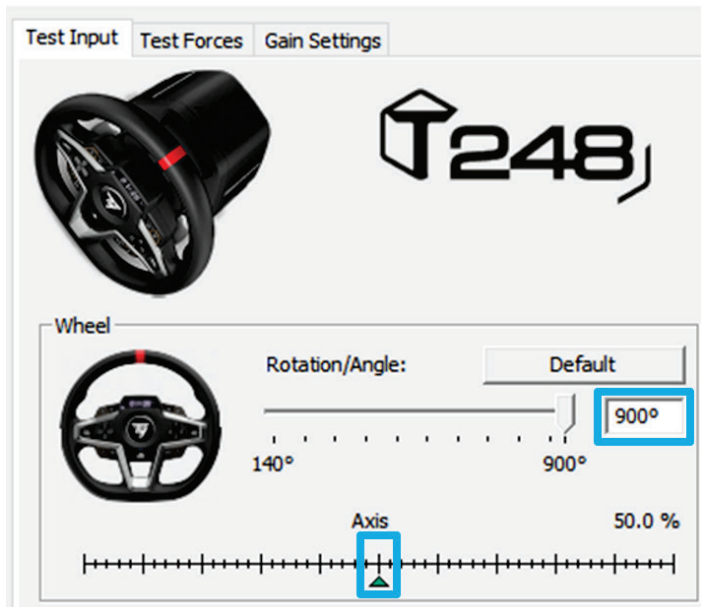 Test Input Test Forces Gain Settings
T248
Wheel
Rotation/Angle: Default
900°
140° 900°
Axis 50.0 %